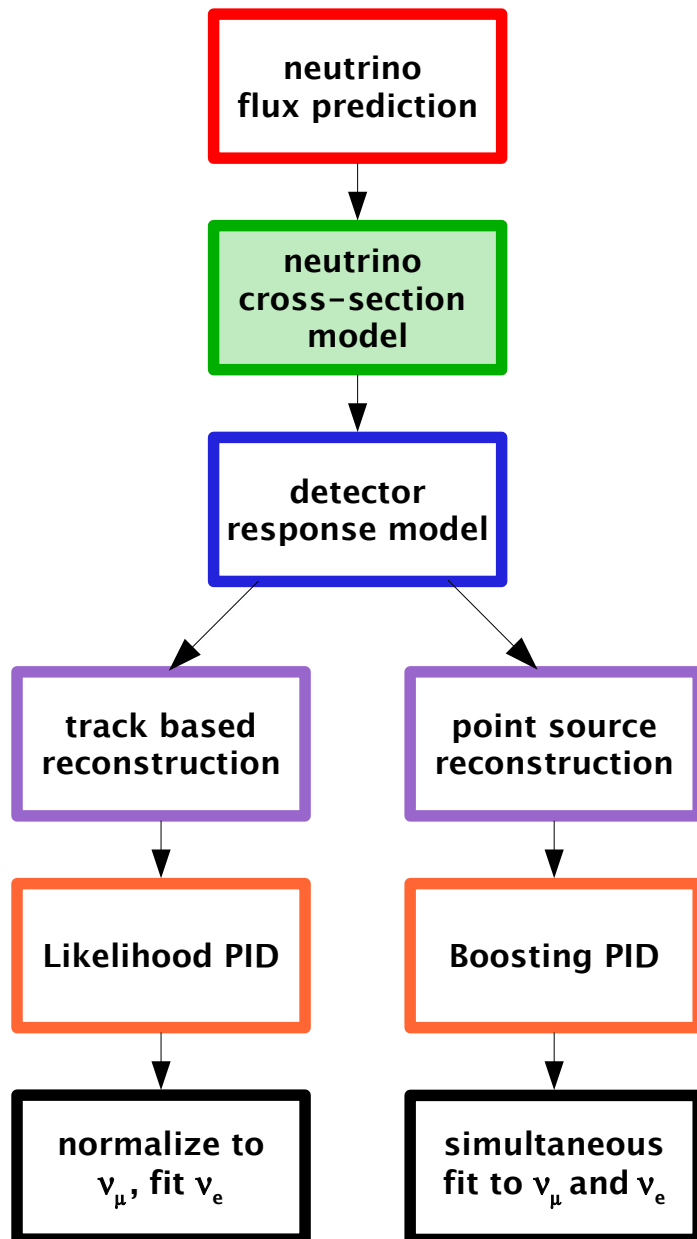 neutrino
flux prediction
neutrino
cross-section
model
detector
response model
track based
reconstruction
point source
reconstruction
Likelihood PID
Boosting PID
normalize to
νμ, fit νe
simultaneous
fit to νμ and νe